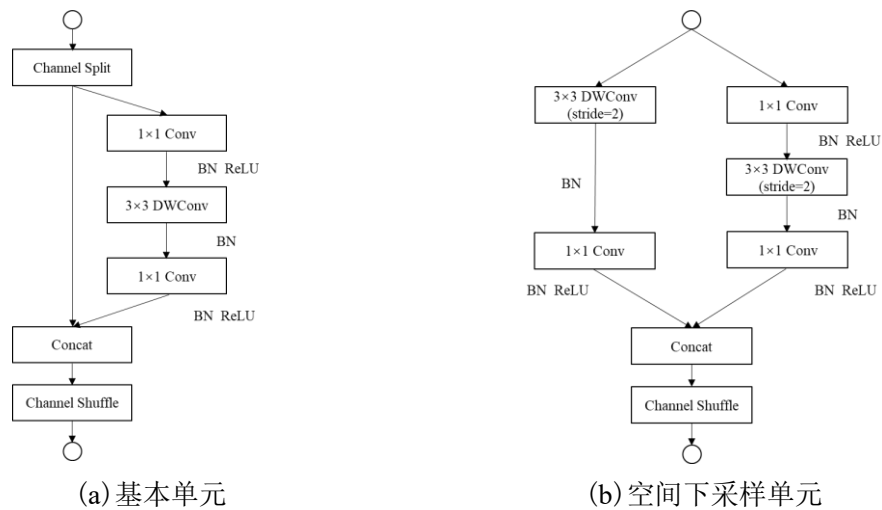 Channel Split
1×1 Conv
BN ReLU
3×3 DWConv
BN
1×1 Conv
BN ReLU
Concat
Channel Shuffle
(a)基本单元
3×3 DWConv
(stride=2)
BN
1×1 Conv
BN ReLU
1×1 Conv
BN ReLU
3×3 DWConv
(stride=2)
BN
1×1 Conv
BN ReLU
Concat
Channel Shuffle
(b)空间下采样单元